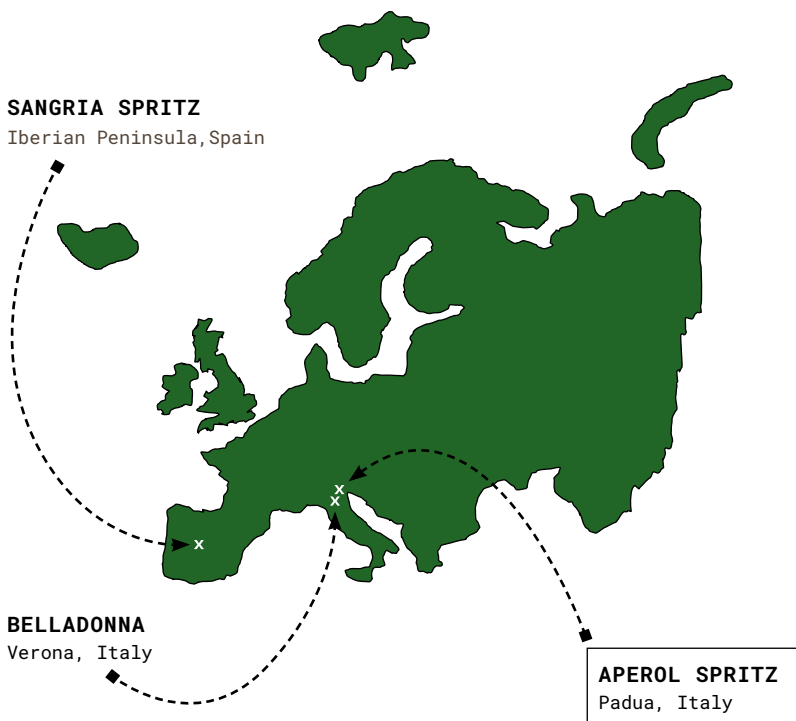 SANGRIA SPRITZ
Iberian Peninsula,Spain
x
x
x
BELLADONNA
Verona, Italy
APEROL SPRITZ
Padua, Italy